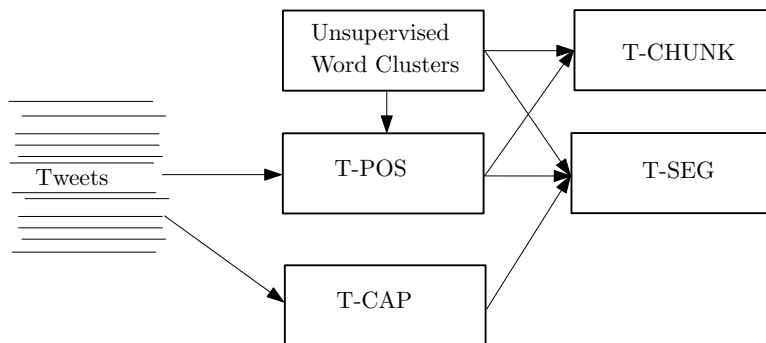 Unsupervised
Word Clusters
T-CHUNK
Tweets
T-POS
T-SEG
T-CAP